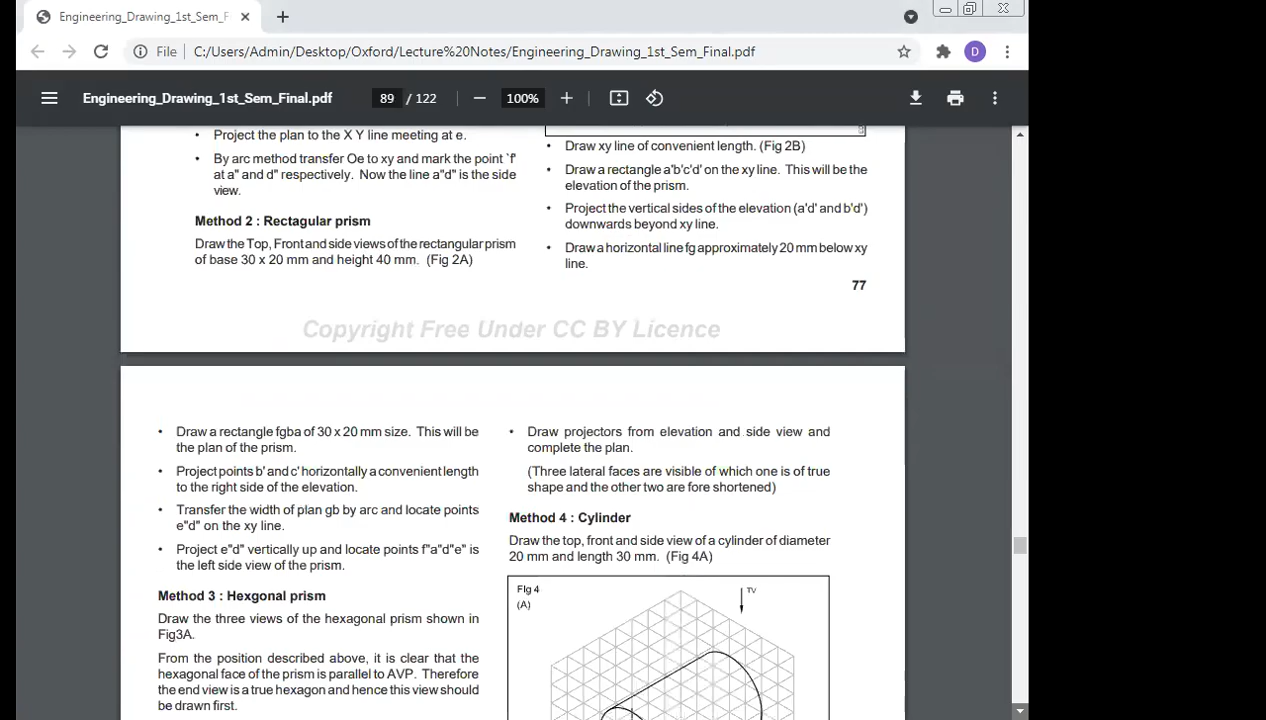 Engineering_Drawing_1st_Sem_F
File C:/Users/Admin/Desktop/Oxford/Lecture%20Notes/Engineering_Drawing_1st_Sem_Final.pdf
D
Engineering_Drawing_1st_Sem_Final.pdf
89 / 122
100%
• Project the plan to the X Y line meeting at e.
• By arc method transfer Oe to xy and mark the point `f'
at a" and d" respectively. Now the line a"d" is the side
view.
Method 2 : Rectagular prism
Draw the Top, Front and side views of the rectangular prism
of base 30 x 20 mm and height 40 mm. (Fig 2A)
• Draw xy line of convenient length. (Fig 2B)
• Draw a rectangle a'b'c'd' on the xy line. This will be the
elevation of the prism.
• Project the vertical sides of the elevation (a'd' and b'd')
downwards beyond xy line.
• Draw a horizontal line fg approximately 20 mm below xy
line.
77
Copyright Free Under CC BY Licence
• Draw a rectangle fgba of 30 x 20 mm size. This will be
the plan of the prism.
• Project points b' and c' horizontally a convenient length
to the right side of the elevation.
• Transfer the width of plan gb by arc and locate points
e"d" on the xy line.
• Project e"d" vertically up and locate points f"a"d"e" is
the left side view of the prism.
Method 3 : Hexgonal prism
Draw the three views of the hexagonal prism shown in
Fig3A.
From the position described above, it is clear that the
hexagonal face of the prism is parallel to AVP. Therefore
the end view is a true hexagon and hence this view should
be drawn first.
• Draw projectors from elevation and side view and
complete the plan.
(Three lateral faces are visible of which one is of true
shape and the other two are fore shortened)
Method 4 : Cylinder
Draw the top, front and side view of a cylinder of diameter
20 mm and length 30 mm. (Fig 4A)
FIg 4
(A)
TV